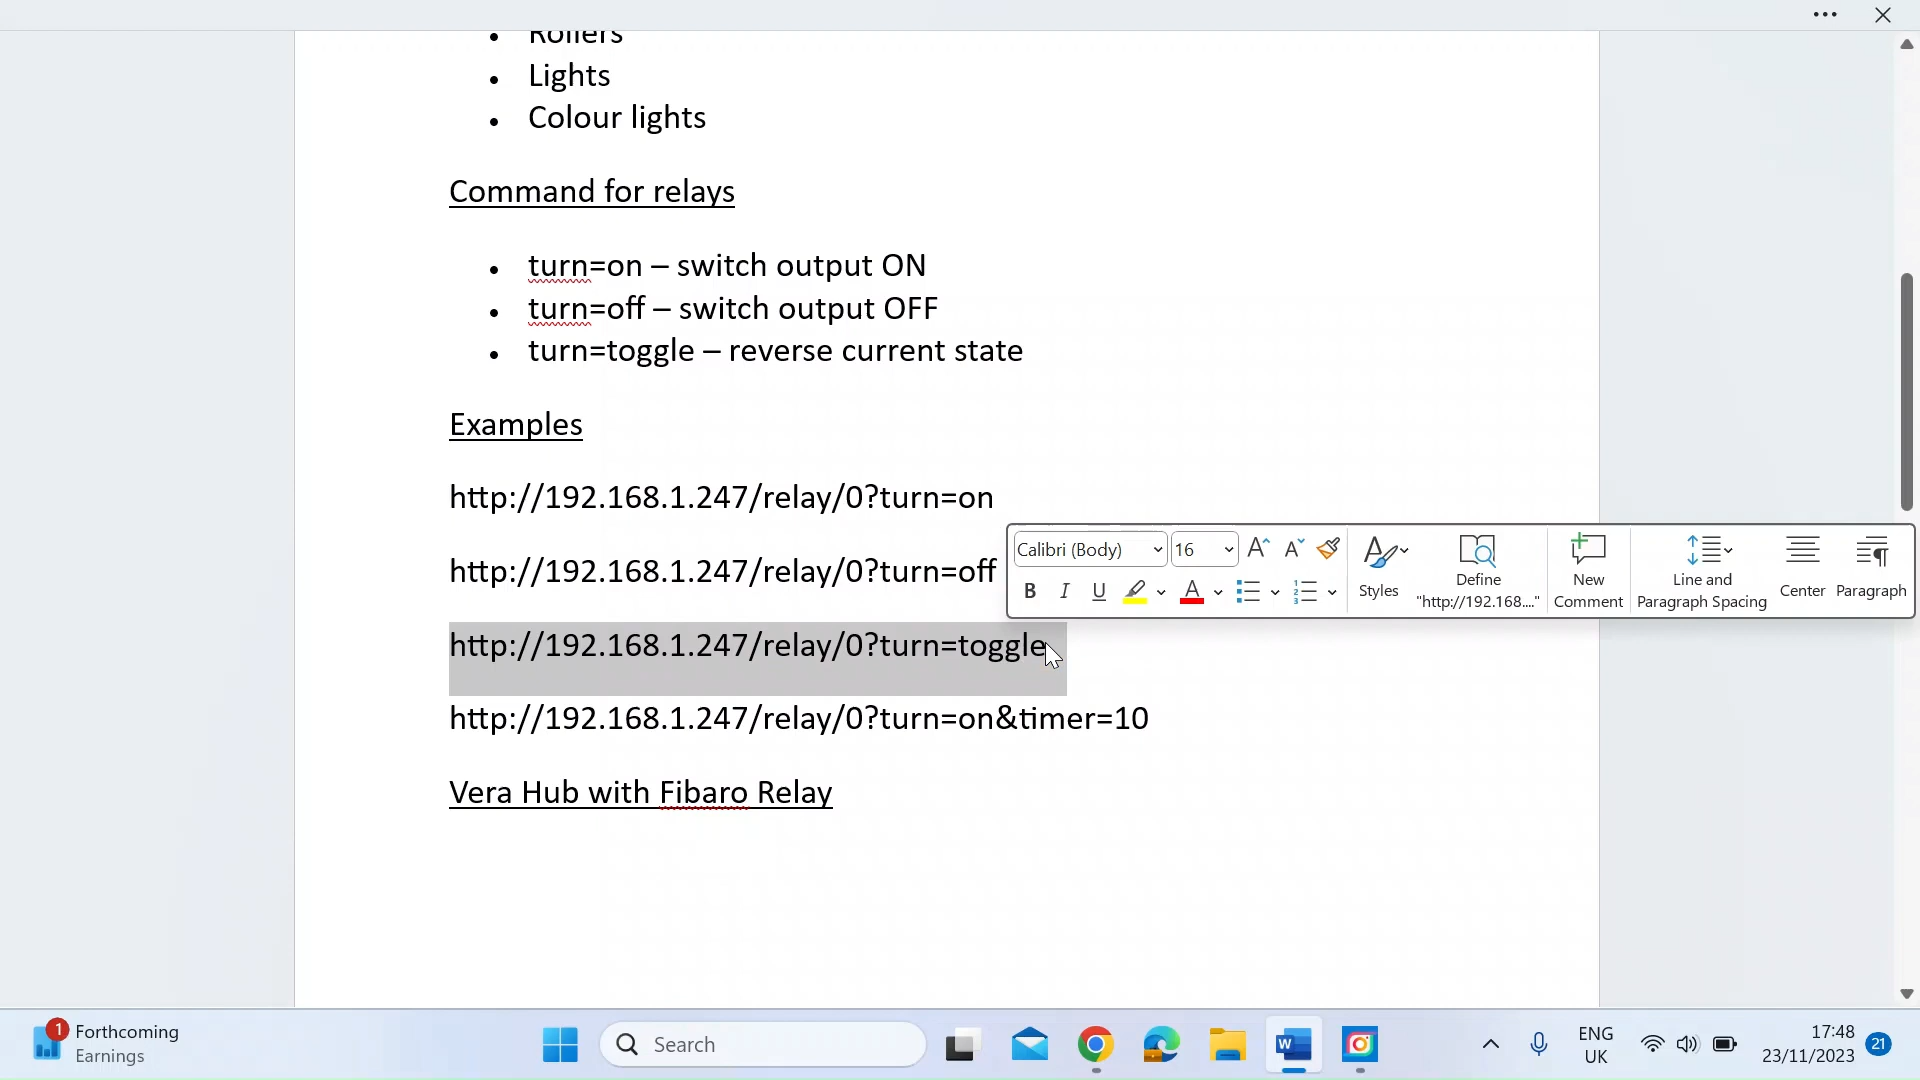 Rollers
Lights
Colour lights
Command for relays
turn=on – switch output ON
turn=off – switch output OFF
turn=toggle – reverse current state
Examples
http://192.168.1.247/relay/0?turn=on
http://192.168.1.247/relay/0?turn=off
Calibri (Body) 16 A A Styles Define "http://192.168...." New Comment Line and Paragraph Spacing Center Paragraph
B I U A
http://192.168.1.247/relay/0?turn=toggle
http://192.168.1.247/relay/0?turn=on&timer=10
Vera Hub with Fibaro Relay
1 Forthcoming Earnings
Search
W
ENG UK
17:48
23/11/2023
21